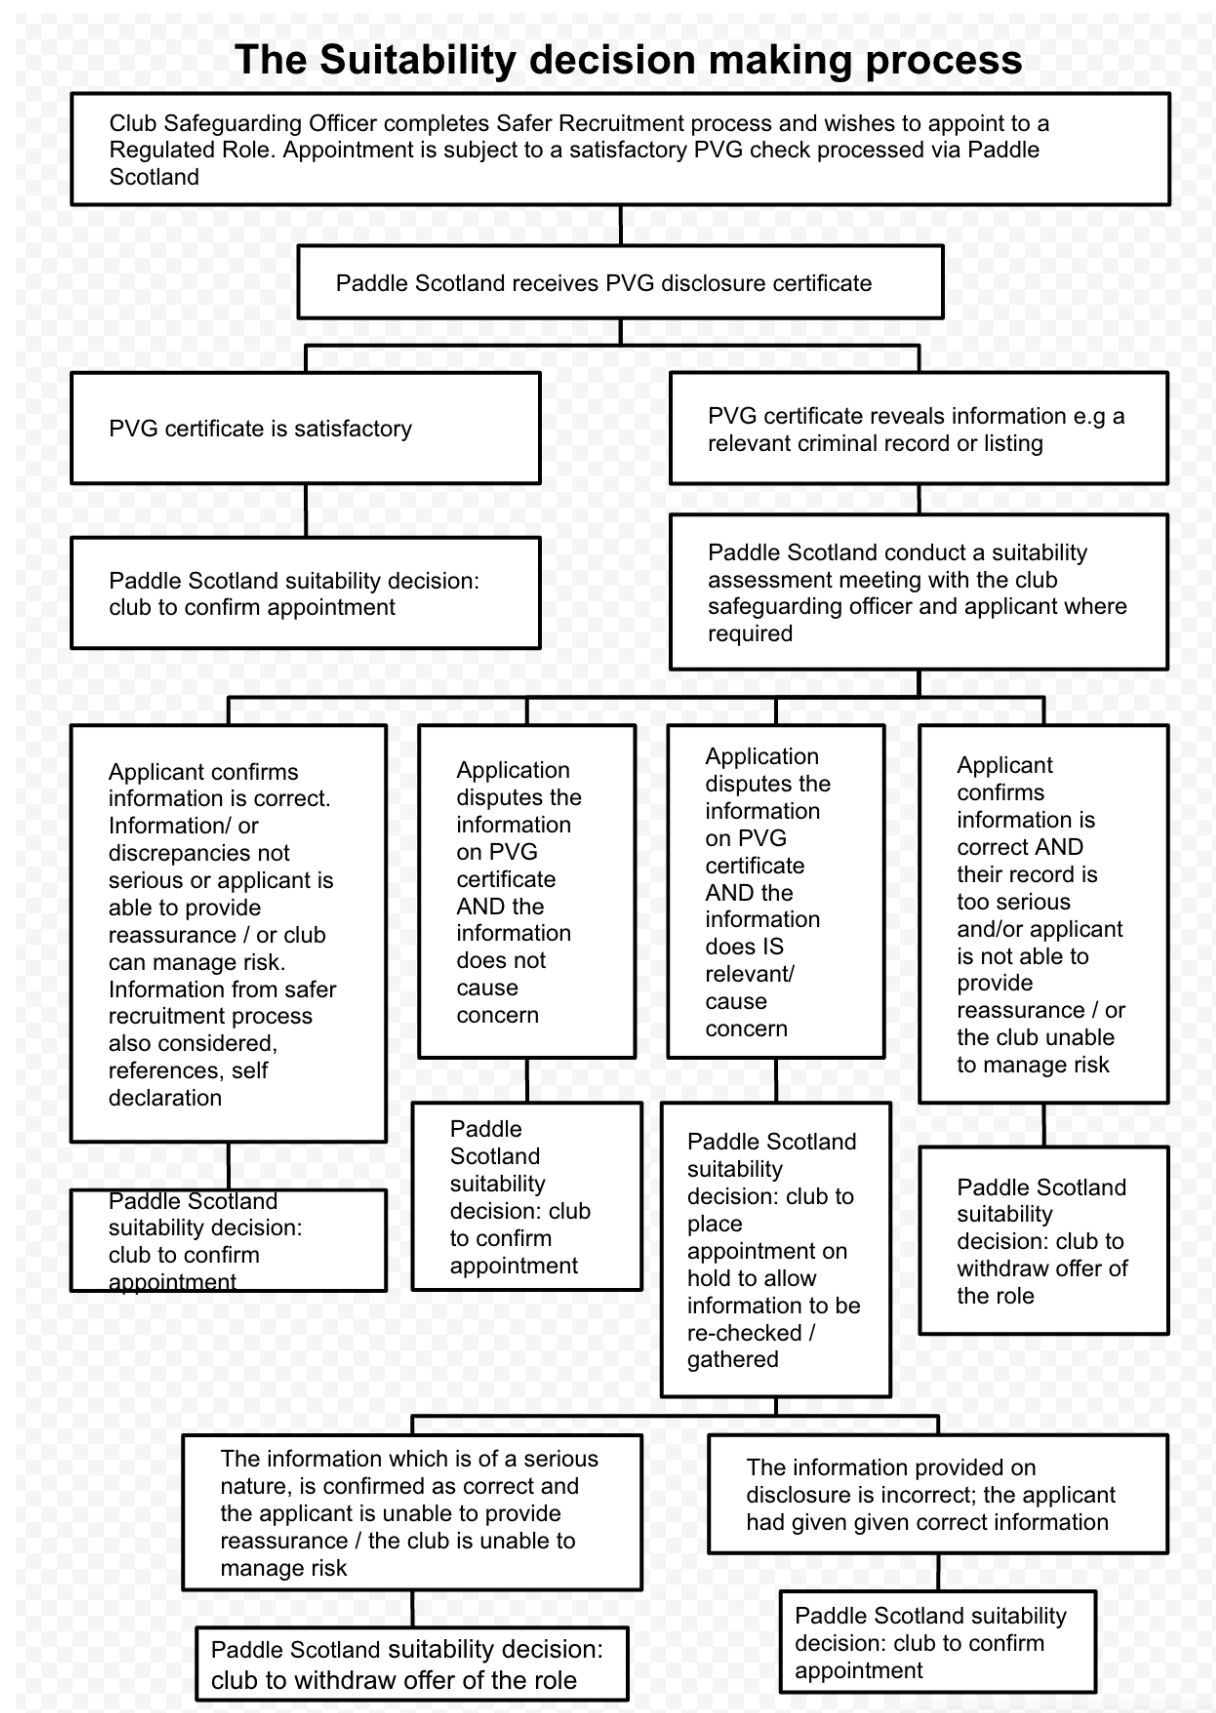 The Suitability decision making process
Club Safeguarding Officer completes Safer Recruitment process and wishes to appoint to a
Regulated Role. Appointment is subject to a satisfactory PVG check processed via Paddle
Scotland
Paddle Scotland receives PVG disclosure certificate
PVG certificate is satisfactory
PVG certificate reveals information e.g a
relevant criminal record or listing
Paddle Scotland suitability decision:
club to confirm appointment
Paddle Scotland conduct a suitability
assessment meeting with the club
safeguarding officer and applicant where
required
Applicant confirms
information is correct.
Information/ or
discrepancies not
serious or applicant is
able to provide
reassurance / or club
can manage risk.
Information from safer
recruitment process
also considered,
references, self
declaration
Application
disputes the
information
on PVG
certificate
AND the
information
does not
cause
concern
Application
disputes the
information
on PVG
certificate
AND the
information
does IS
relevant/
cause
concern
Applicant
confirms
information is
correct AND
their record is
too serious
and/or applicant
is not able to
provide
reassurance / or
the club unable
to manage risk
Paddle Scotland
suitability decision:
club to confirm
appointment
Paddle
Scotland
suitability
decision: club
to confirm
appointment
Paddle Scotland
suitability
decision: club to
place
appointment on
hold to allow
information to be
re-checked /
gathered
Paddle Scotland
suitability
decision: club to
withdraw offer of
the role
The information which is of a serious
nature, is confirmed as correct and
the applicant is unable to provide
reassurance / the club is unable to
manage risk
The information provided on
disclosure is incorrect; the applicant
had given given correct information
Paddle Scotland suitability decision:
club to withdraw offer of the role
Paddle Scotland suitability
decision: club to confirm
appointment